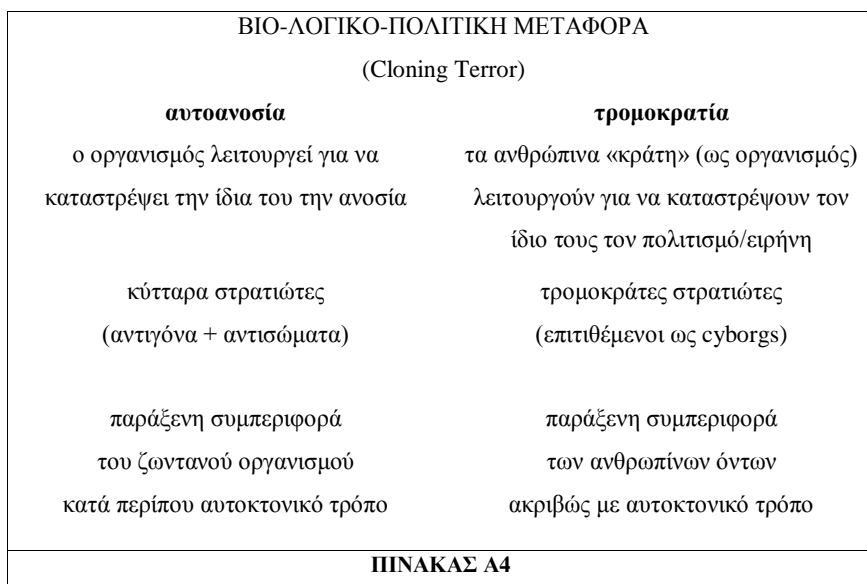 ΒΙΟ-ΛΟΓΙΚΟ-ΠΟΛΙΤΙΚΗ ΜΕΤΑΦΟΡΑ
(Cloning Terror)
αυτοανοσία
ο οργανισμός λειτουργεί για να
καταστρέψει την ίδια του την ανοσία
τρομοκρατία
τα ανθρώπινα «κράτη» (ως οργανισμός)
λειτουργούν για να καταστρέψουν τον
ίδιο τους τον πολιτισμό/ειρήνη
κύτταρα στρατιώτες
(αντιγόνα + αντισώματα)
τρομοκράτες στρατιώτες
(επιτιθέμενοι ως cyborgs)
παράξενη συμπεριφορά
του ζωντανού οργανισμού
κατά περίπου αυτοκτονικό τρόπο
παράξενη συμπεριφορά
των ανθρωπίνων όντων
ακριβώς με αυτοκτονικό τρόπο
ΠΙΝΑΚΑΣ Α4